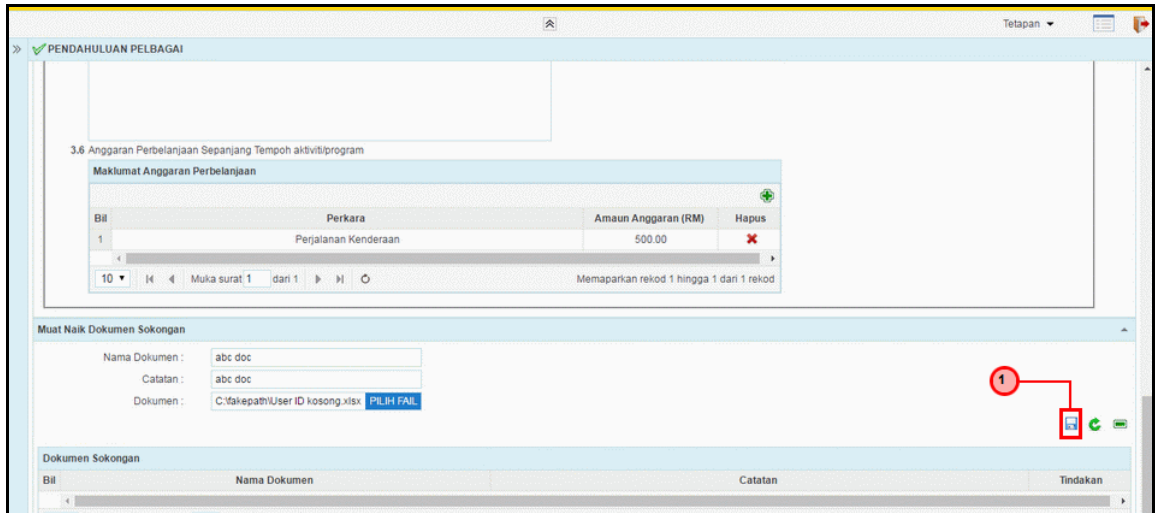 Tetapan
PENDAHULUAN PELBAGAI
3.6 Anggaran Perbelanjaan Sepanjang Tempoh aktiviti/program
Maklumat Anggaran Perbelanjaan
Bil Perkara Amaun Anggaran (RM) Hapus
1 Perjalanan Kenderaan 500.00
10 Muka surat 1 dari 1 Memaparkan rekod 1 hingga 1 dari 1 rekod
Muat Naik Dokumen Sokongan
Nama Dokumen : abc doc
Catatan : abc doc
1
Dokumen : C:\fakepath\User ID kosong.xlsx PILIH FAIL
Dokumen Sokongan
Bil Nama Dokumen Catatan Tindakan